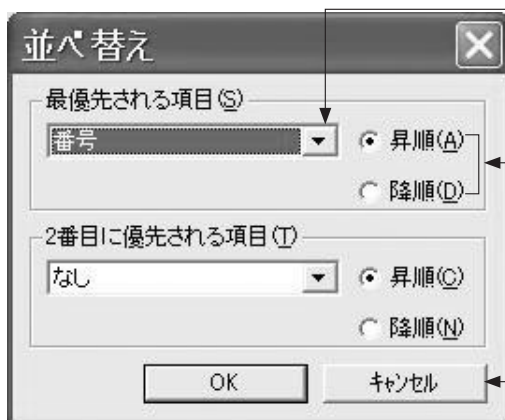 並べ替え
最優先される項目(S)
番号
昇順(A)
降順(D)
2番目に優先される項目(T)
なし
昇順(C)
降順(N)
OK
キャンセル